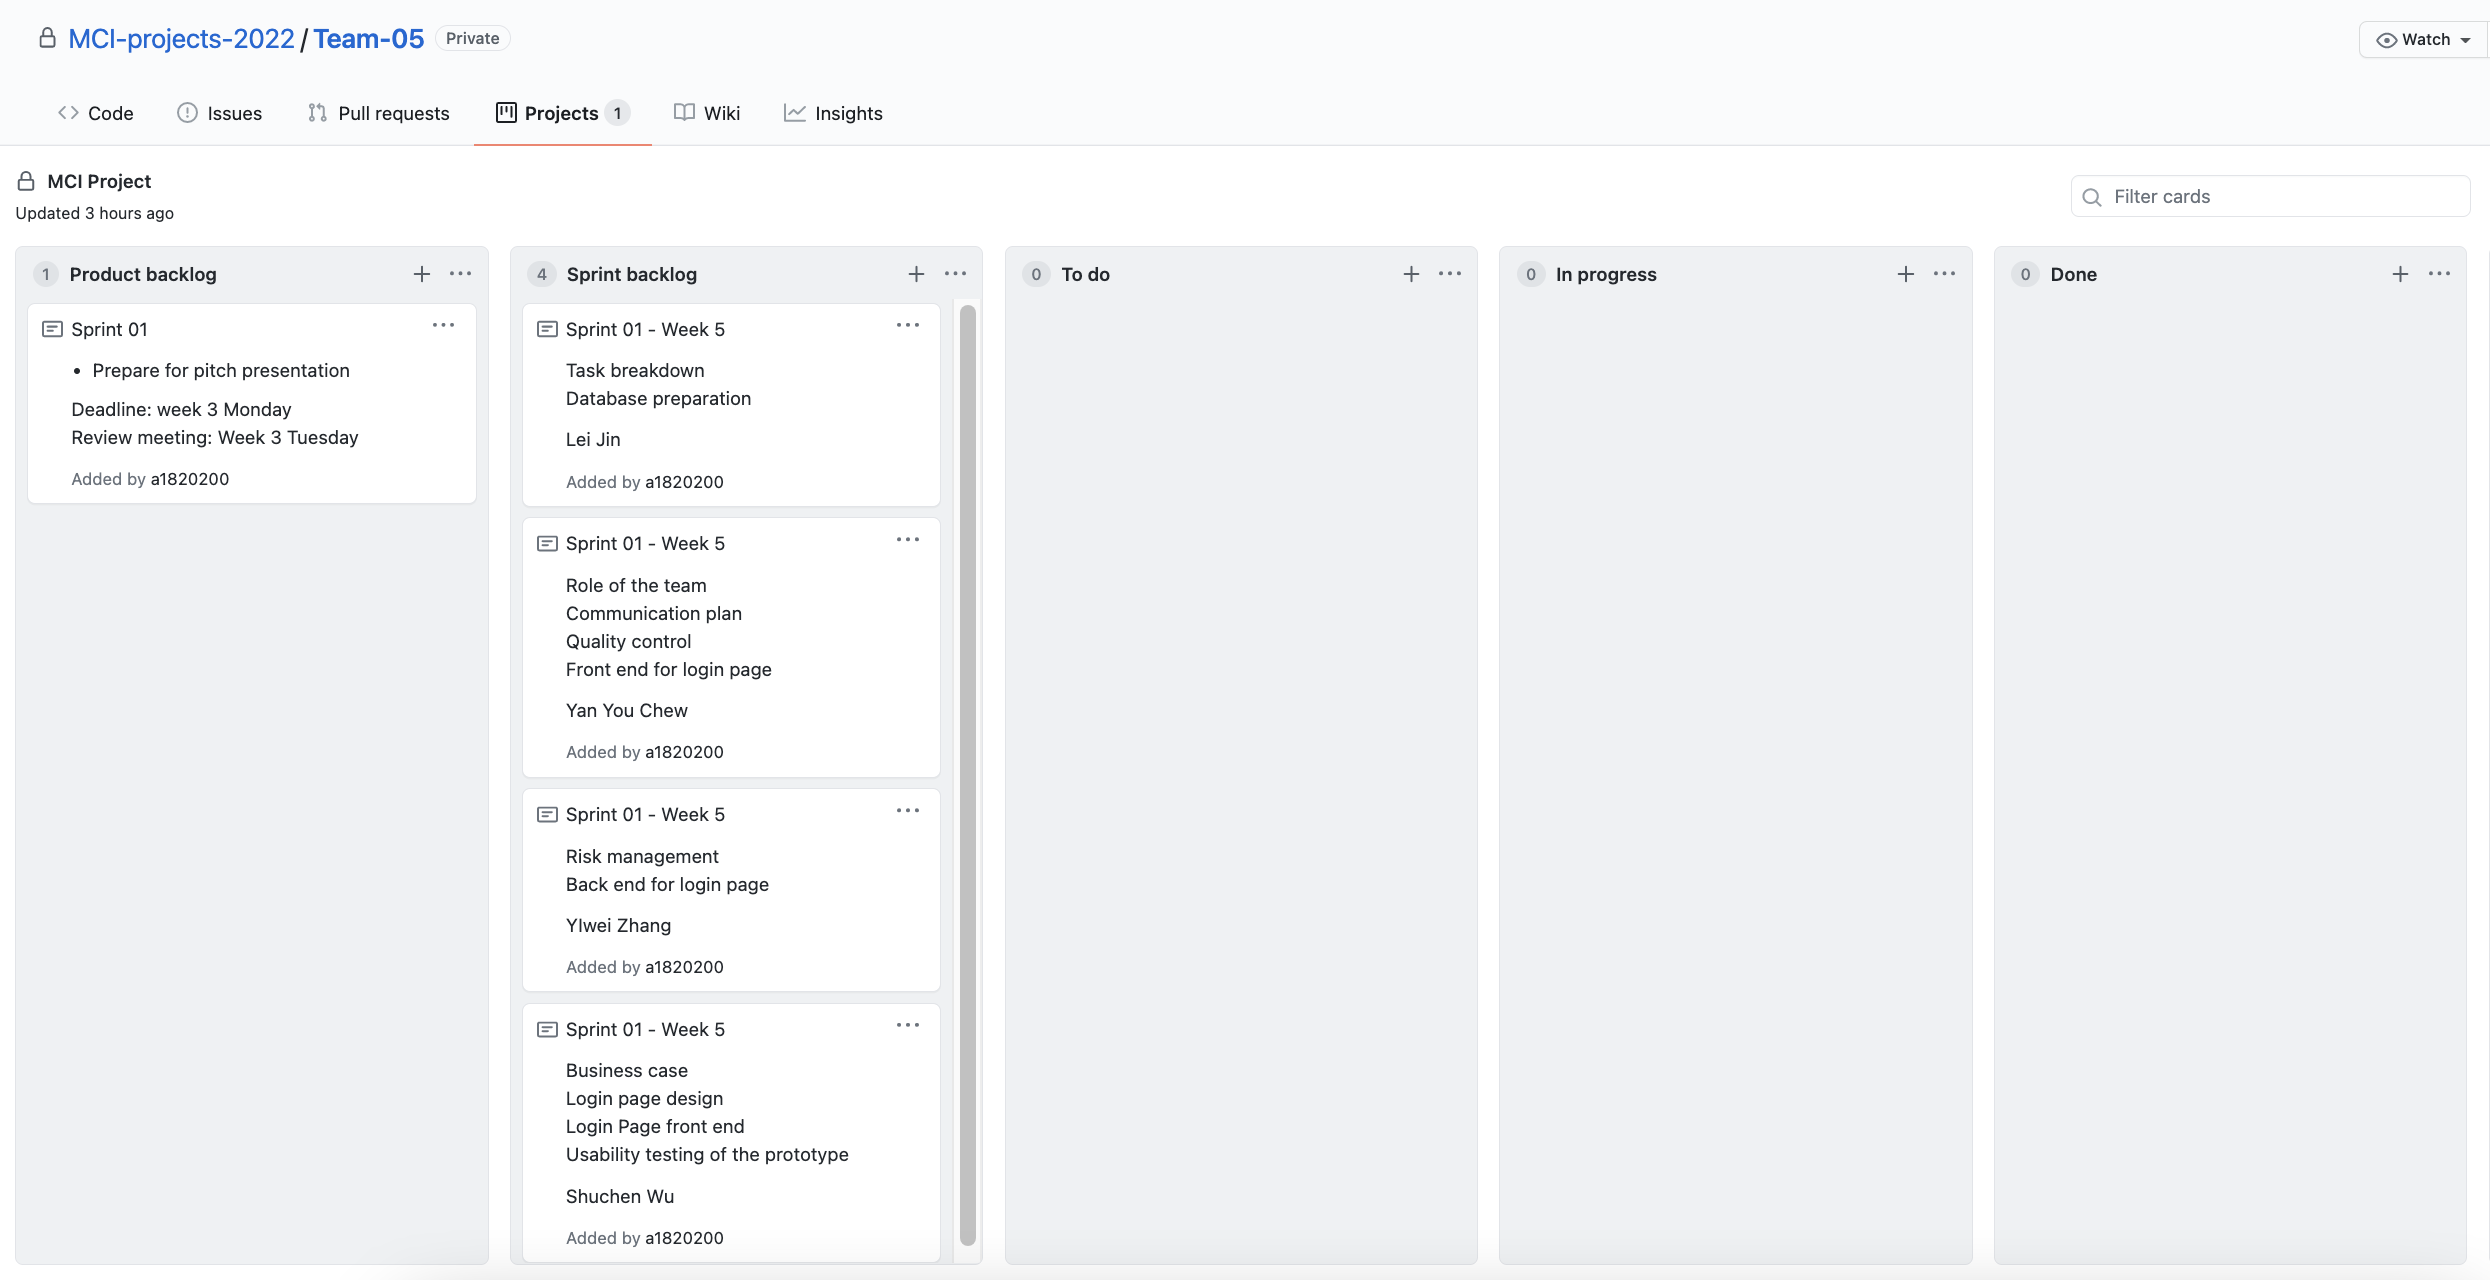 MCI-projects-2022 / Team-05 Private
Watch
Code Issues Pull requests Projects 1 Wiki Insights
MCI Project
Updated 3 hours ago
Filter cards
1 Product backlog
Sprint 01
• Prepare for pitch presentation
Deadline: week 3 Monday
Review meeting: Week 3 Tuesday
Added by a1820200
4 Sprint backlog
Sprint 01 - Week 5
Task breakdown
Database preparation
Lei Jin
Added by a1820200
Sprint 01 - Week 5
Role of the team
Communication plan
Quality control
Front end for login page
Yan You Chew
Added by a1820200
Sprint 01 - Week 5
Risk management
Back end for login page
YIwei Zhang
Added by a1820200
Sprint 01 - Week 5
Business case
Login page design
Login Page front end
Usability testing of the prototype
Shuchen Wu
Added by a1820200
0 To do
0 In progress
0 Done